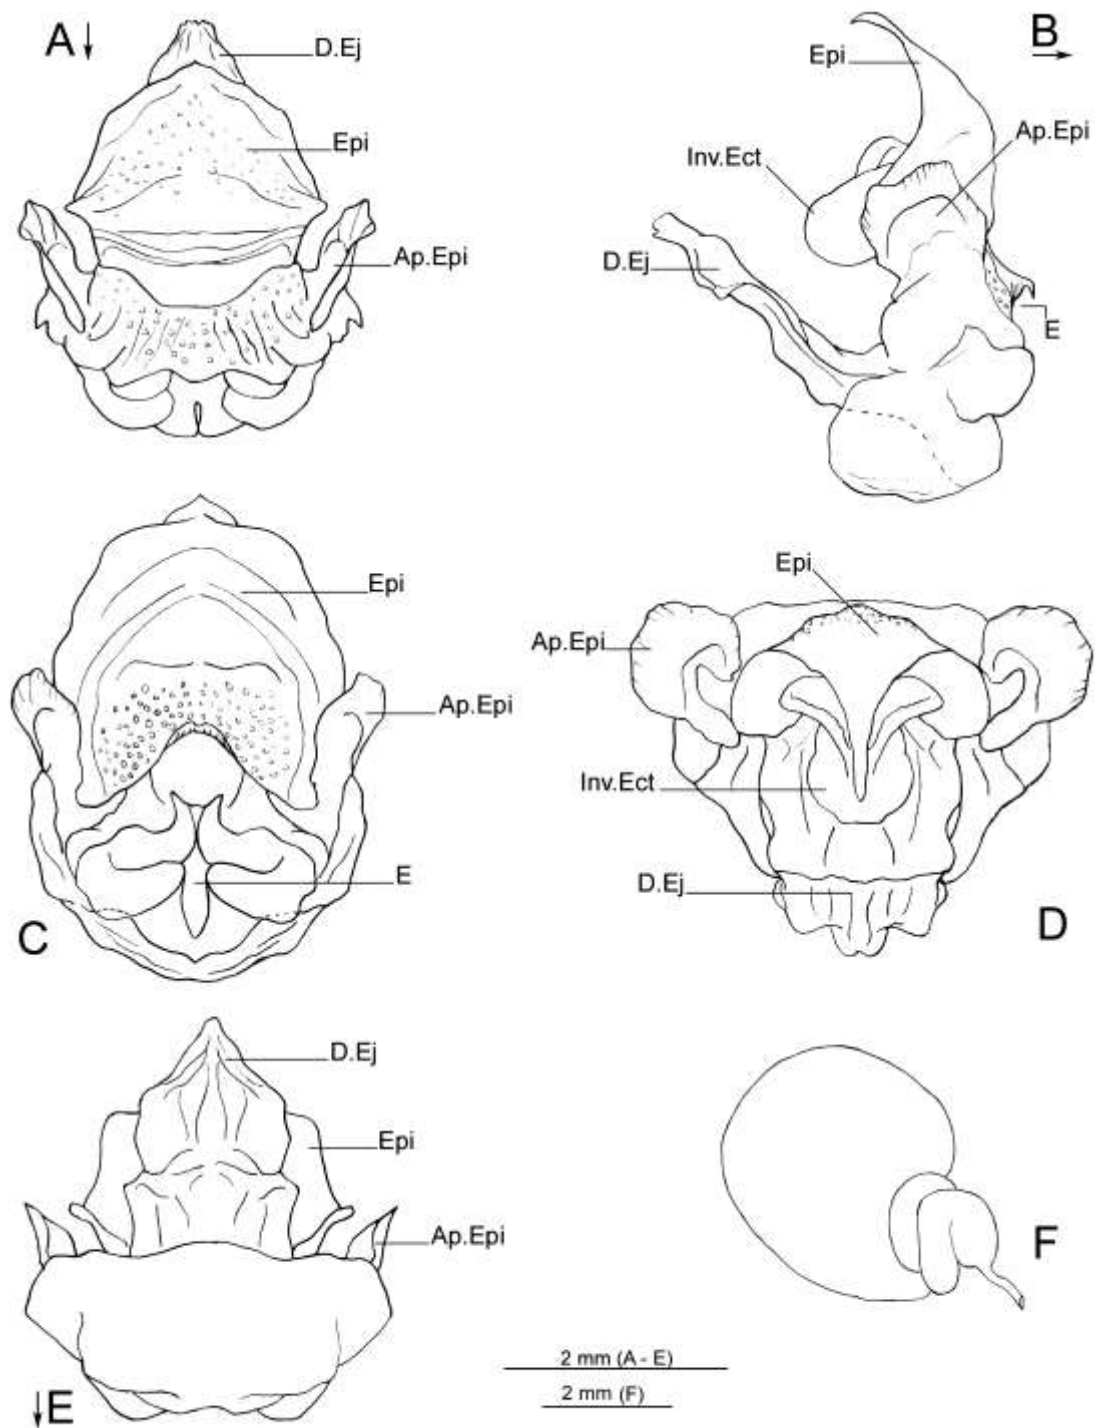 A
D.Ej
Epi
Ap.Epi
B
Epi
Ap.Epi
Inv.Ect
D.Ej
E
Epi
Ap.Epi
E
C
Epi
Ap.Epi
Inv.Ect
D.Ej
D
D.Ej
Epi
Ap.Epi
E
F
2 mm (A - E)
2 mm (F)